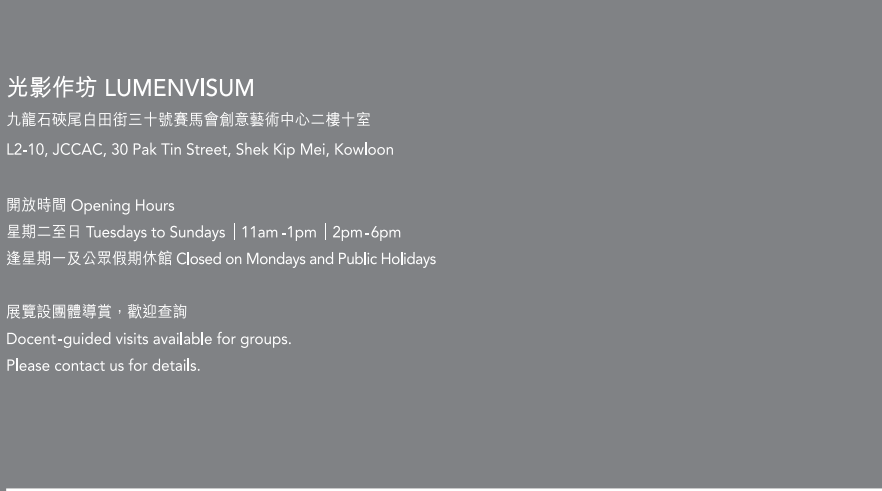 光影作坊 LUMENVISUM
九龍石硤尾白田街三十號賽馬會創意藝術中心二樓十室
L2-10, JCCAC, 30 Pak Tin Street, Shek Kip Mei, Kowloon
開放時間 Opening Hours
星期二至日 Tuesdays to Sundays │11am -1pm │2pm-6pm
逢星期一及公眾假期休館 Closed on Mondays and Public Holidays
展覽設團體導賞，歡迎查詢
Docent-guided visits available for groups.
Please contact us for details.